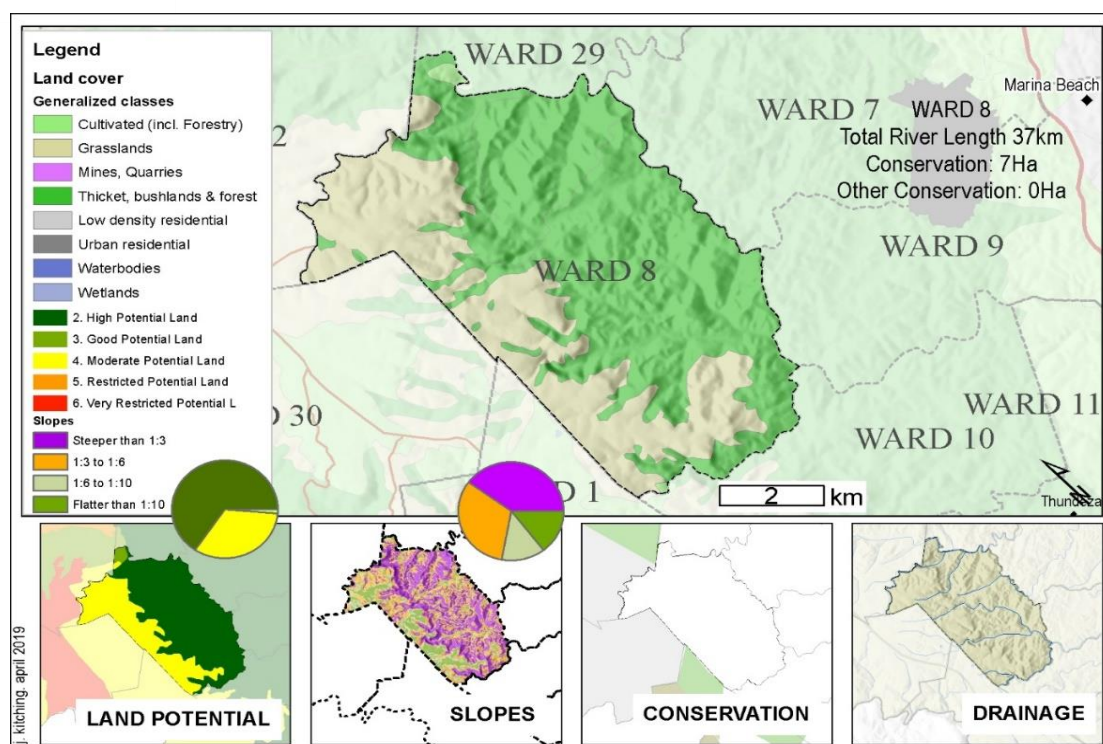 Legend
Land cover
Generalized classes
Cultivated (incl. Forestry)
Grasslands
Mines, Quarries
Thicket, bushlands & forest
Low density residential
Urban residential
Waterbodies
Wetlands
2. High Potential Land
3. Good Potential Land
4. Moderate Potential Land
5. Restricted Potential Land
6. Very Restricted Potential L
Slopes
Steeper than 1:3
1:3 to 1:6
1:6 to 1:10
Flatter than 1:10
WARD 29
WARD 7
Marina Beach
WARD 8
Total River Length 37km
Conservation: 7Ha
Other Conservation: 0Ha
2
WARD 9
WARD 8
30
WARD 11
WARD 10
D 1
2 km
j. kitching. april 2019
LAND POTENTIAL
SLOPES
CONSERVATION
DRAINAGE